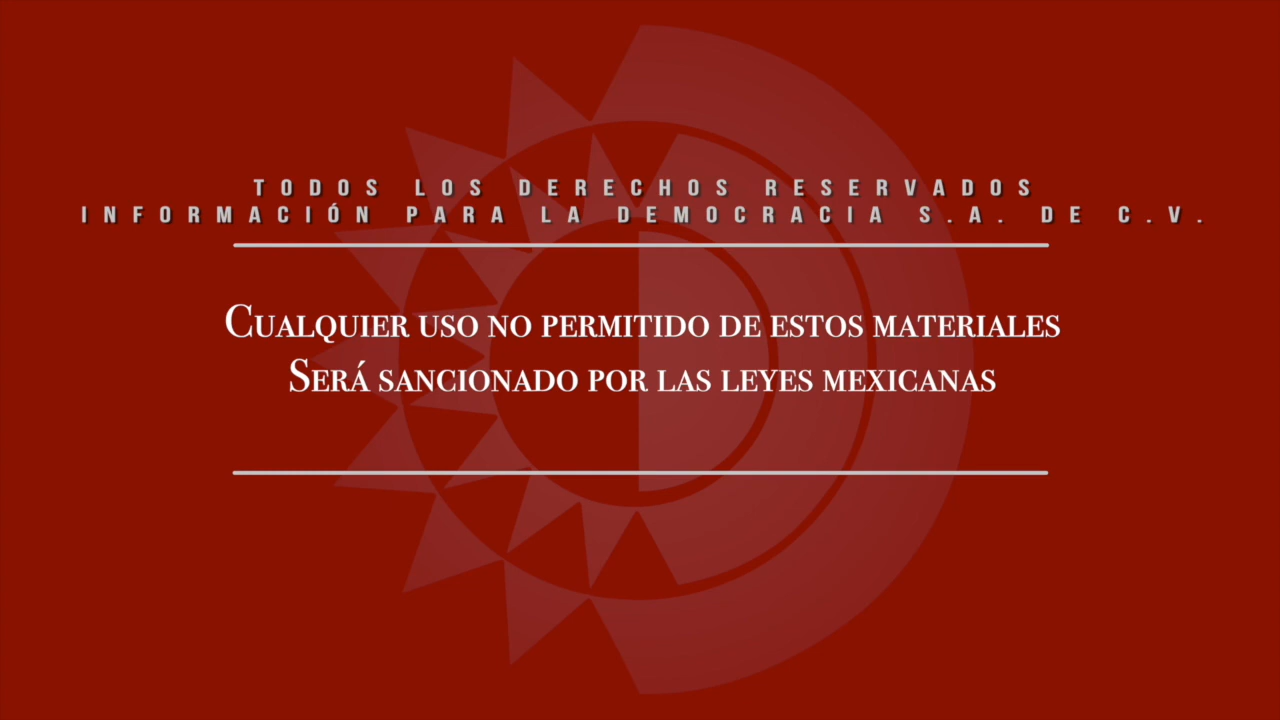 TODOS LOS DERECHOS RESERVADOS
INFORMACIÓN PARA LA DEMOCRACIA S.A. DE C.V.
Cualquier uso no permitido de estos materiales
Será sancionado por las leyes mexicanas